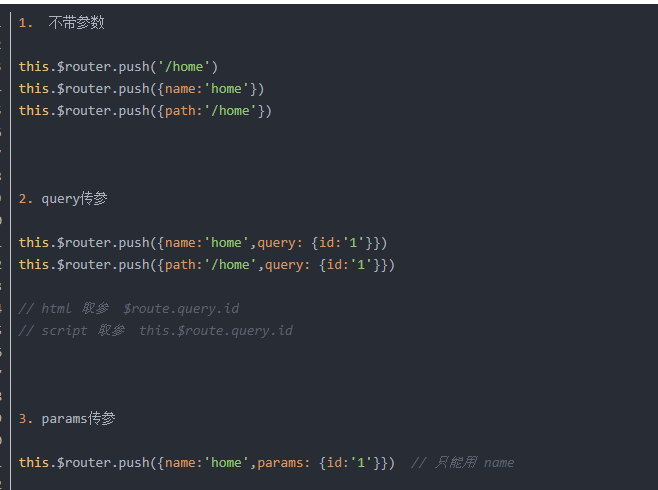 1. 不带参数
this.$router.push('/home')
this.$router.push({name:'home'})
this.$router.push({path:'/home'})
2. query传参
this.$router.push({name:'home',query: {id:'1'}})
this.$router.push({path:'/home',query: {id:'1'}})
// html 取参 $route.query.id
// script 取参 this.$route.query.id
3. params传参
this.$router.push({name:'home',params: {id:'1'}}) // 只能用 name